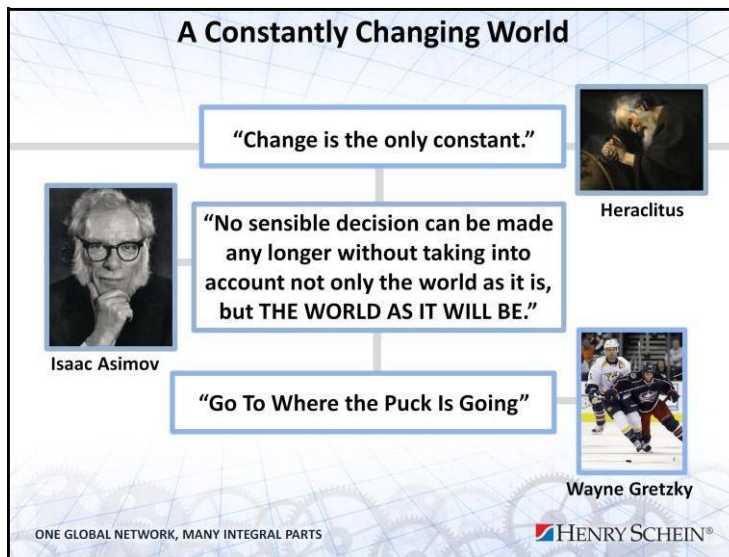 A Constantly Changing World
“Change is the only constant.”
Heraclitus
“No sensible decision can be made
any longer without taking into
account not only the world as it is,
but THE WORLD AS IT WILL BE.”
Isaac Asimov
“Go To Where the Puck Is Going”
Wayne Gretzky
ONE GLOBAL NETWORK, MANY INTEGRAL PARTS
HENRY SCHEIN®